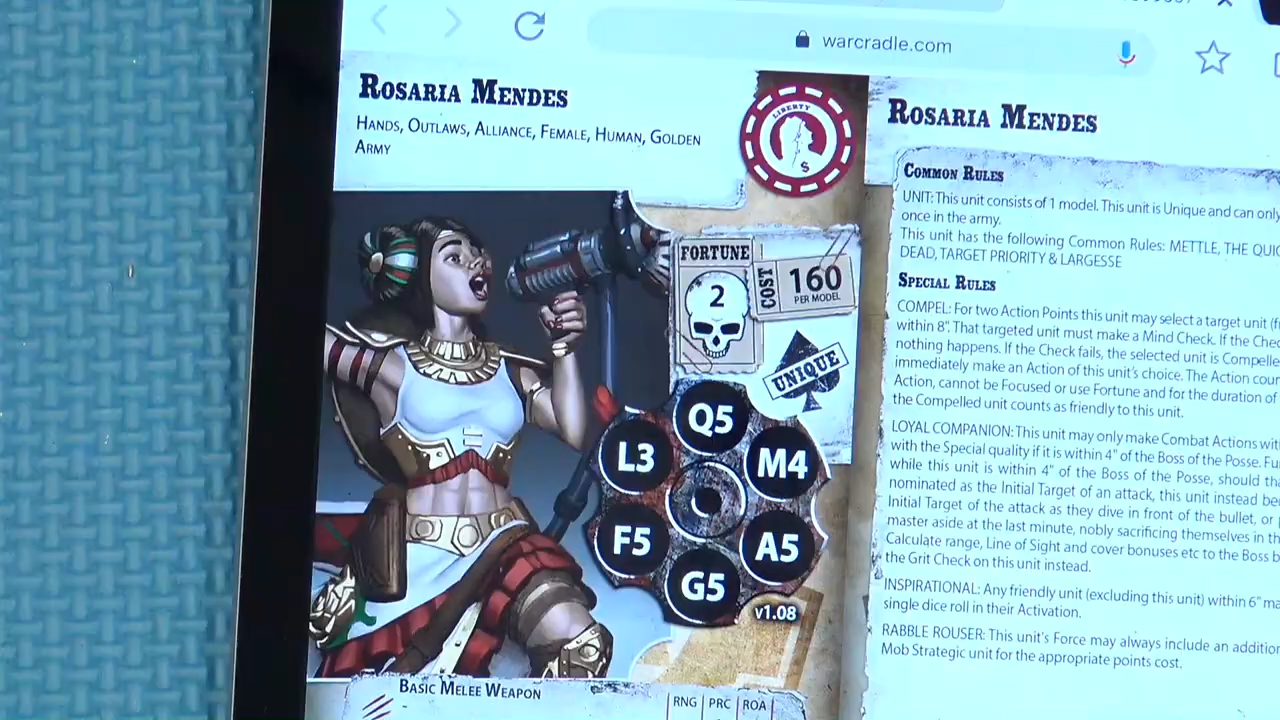 warcradle.com
Rosaria Mendes
Hands, Outlaws, Alliance, Female, Human, Golden
Army
LIBERTY
$
FORTUNE
2
COST
160
PER MODEL
UNIQUE
Q5
L3
M4
F5
A5
G5
v1.08
Basic Melee Weapon
-
RNG PRC ROA
Rosaria Mendes
Common Rules
UNIT: This unit consists of 1 model. This unit is Unique and can only
once in the army.
This unit has the following Common Rules: METTLE, THE
DEAD, TARGET PRIORITY & LARGESSE
Special Rules
COMPEL: For two Action Points this unit may select a target unit
within 8". That targeted unit must make a Mind Check. If the
nothing happens. If the Check fails, the selected unit is
immediately make an Action of this unit's choice. The Action
Action, cannot be Focused or use Fortune and for the duration of
the Compelled unit counts as friendly to this unit.
LOYAL COMPANION: This unit may only make Combat Actions
with the Special quality if it is within 4" of the Boss of the Posse.
while this unit is within 4" of the Boss of the Posse, should
nominated as the Initial Target of an attack, this unit instead
Initial Target of the attack as they dive in front of the bullet, or
master aside at the last minute, nobly sacrificing themselves in
Calculate range, Line of Sight and cover bonuses etc to the Boss
the Grit Check on this unit instead.
INSPIRATIONAL: Any friendly unit (excluding this unit) within 6"
single dice roll in their Activation.
RABBLE ROUSER: This unit's Force may always include an
Mob Strategic unit for the appropriate points cost.